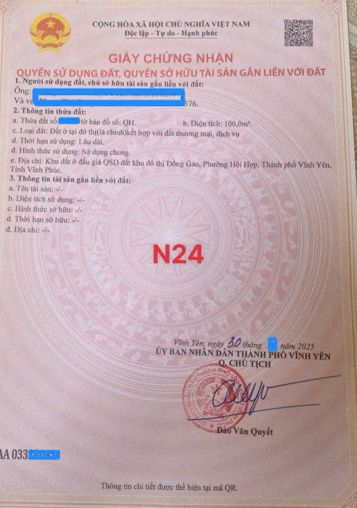 CỘNG HÒA XÃ HỘI CHỦ NGHĨA VIỆT NAM
Độc lập - Tự do - Hạnh phúc
GIẤY CHỨNG NHẬN
QUYỀN SỬ DỤNG ĐẤT, QUYỀN SỞ HỮU TÀI SẢN GẮN LIỀN VỚI ĐẤT
1. Người sử dụng đất, chủ sở hữu tài sản gắn liền với đất:
Ông:
Và vợ 576.
2. Thông tin thửa đất:
a. Thửa đất số: tờ bản đồ số: QH. b. Diện tích: 100,0m².
c. Loại đất: Đất ở tại đô thị(là chính)kết hợp với đất thương mại, dịch vụ
d. Thời hạn sử dụng: Lâu dài.
đ. Hình thức sử dụng: Sử dụng chung.
e. Địa chỉ: Khu đất ở đấu giá QSD đất khu đô thị Đồng Gáo, Phường Hội Hợp, Thành phố Vĩnh Yên,
Tỉnh Vĩnh Phúc.
3. Thông tin tài sản gắn liền với đất:
a. Tên tài sản: -/-
b. Diện tích sử dụng: -/-
c. Hình thức sở hữu: -/-
d. Thời hạn sở hữu: -/-
đ. Địa chỉ: -/-
N24
Vĩnh Yên, ngày 30 tháng năm 2025
ỦY BAN NHÂN DÂN THÀNH PHỐ VĨNH YÊN
Q. CHỦ TỊCH
Đào Văn Quyết
AA 033
Thông tin chi tiết được thể hiện tại mã QR.